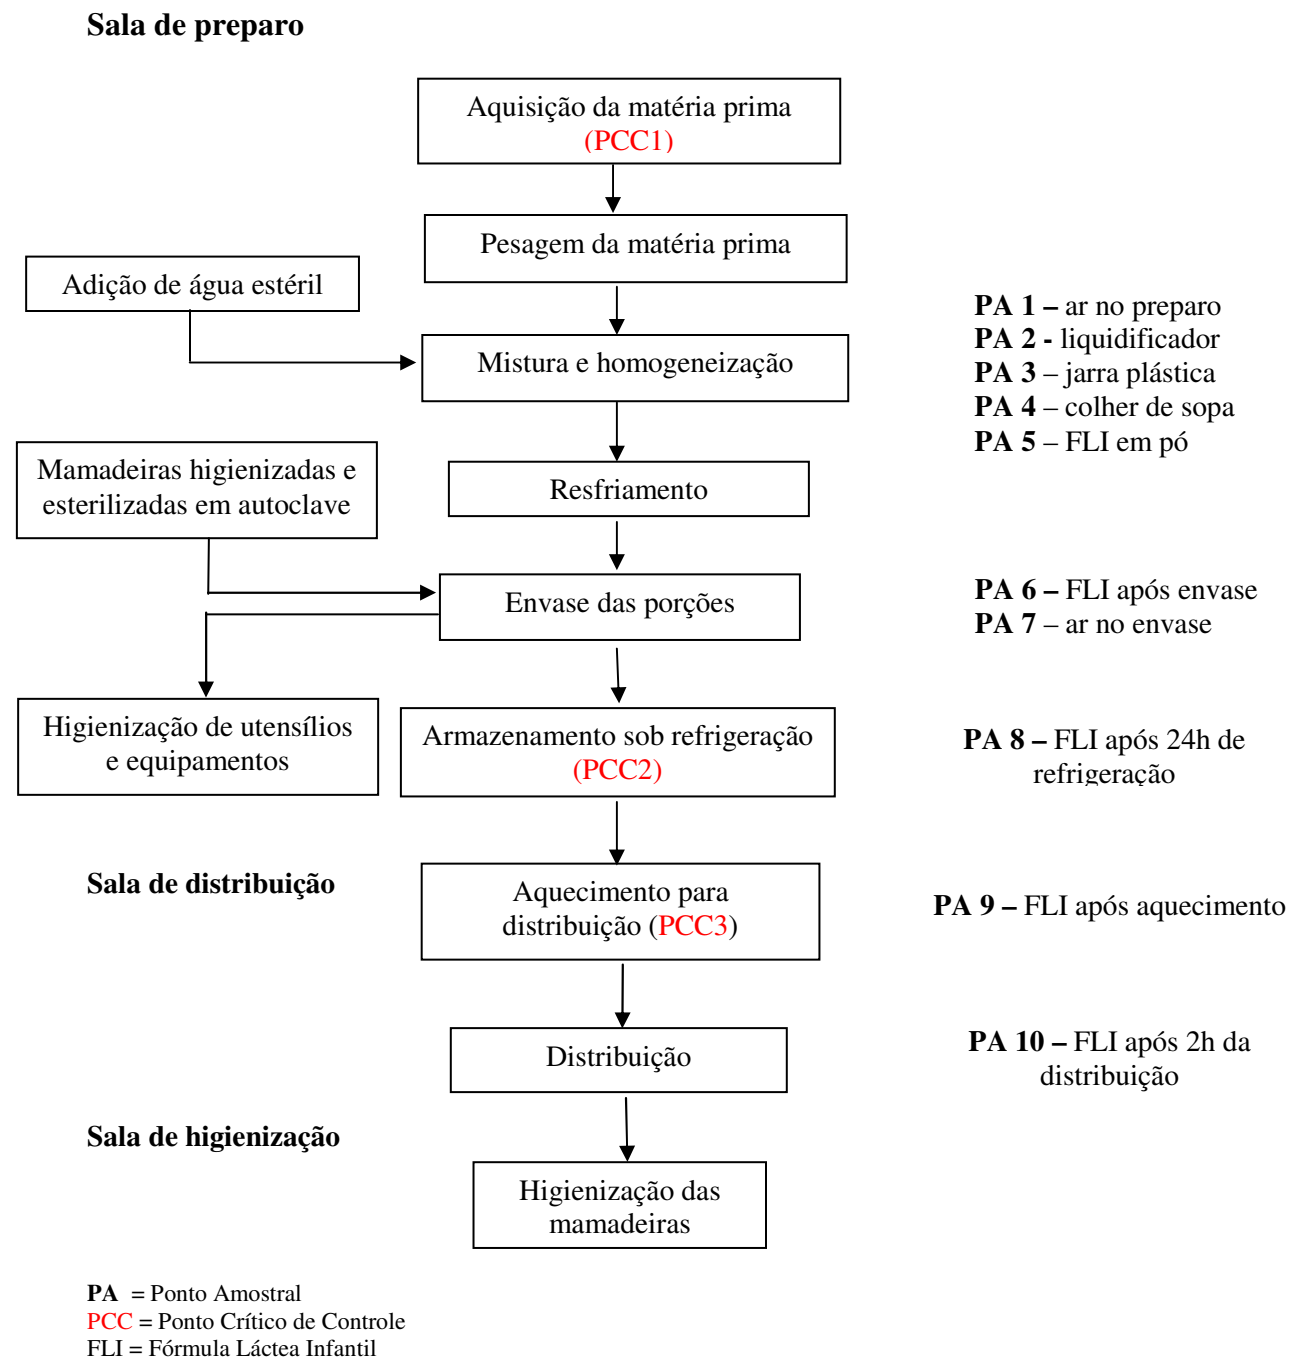 Sala de preparo
Aquisição da matéria prima
(PCC1)
Pesagem da matéria prima
Adição de água estéril
Mistura e homogeneização
PA 1 – ar no preparo
PA 2 - liquidificador
PA 3 – jarra plástica
PA 4 – colher de sopa
PA 5 – FLI em pó
Mamadeiras higienizadas e
esterilizadas em autoclave
Resfriamento
Envase das porções
PA 6 – FLI após envase
PA 7 – ar no envase
Higienização de utensílios
e equipamentos
Armazenamento sob refrigeração
(PCC2)
PA 8 – FLI após 24h de
refrigeração
Sala de distribuição
Aquecimento para
distribuição (PCC3)
PA 9 – FLI após aquecimento
Distribuição
PA 10 – FLI após 2h da
distribuição
Sala de higienização
Higienização das
mamadeiras
PA = Ponto Amostral
PCC = Ponto Crítico de Controle
FLI = Fórmula Láctea Infantil